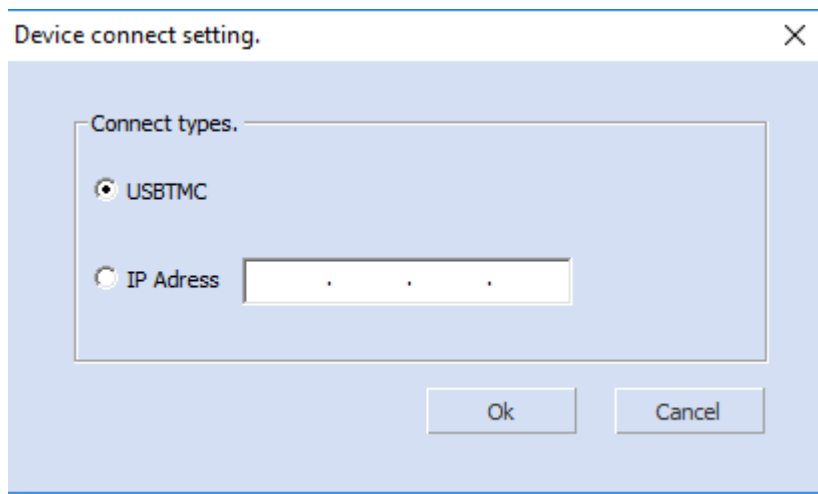 Device connect setting.
Connect types.
USBTMC
IP Adress . . .
Ok Cancel